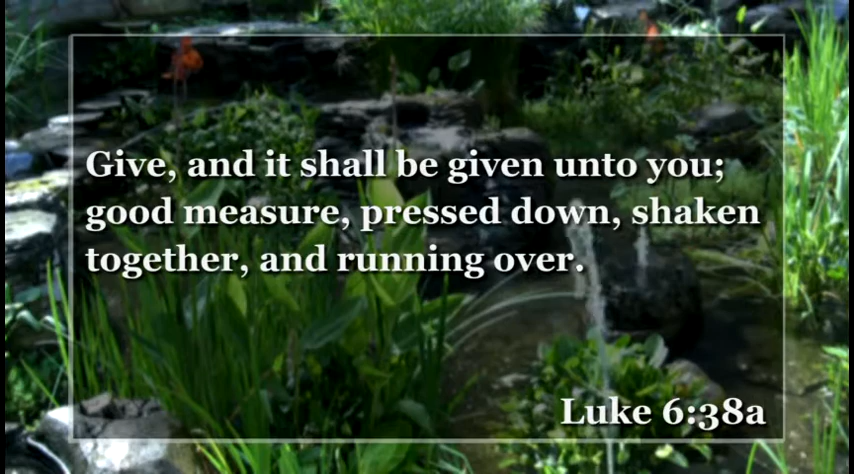 Give, and it shall be given unto you;
good measure, pressed down, shaken
together, and running over.
Luke 6:38a